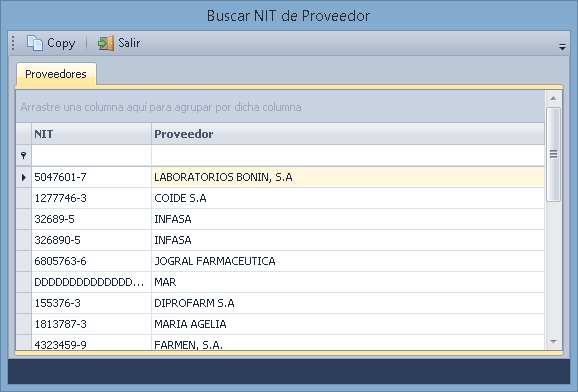 Buscar NIT de Proveedor
Copy Salir
Proveedores
Arrastre una columna aquí para agrupar por dicha columna
NIT Proveedor
5047601-7 LABORATORIOS BONIN, S.A
1277746-3 COIDE S.A
32689-5 INFASA
326890-5 INFASA
6805763-6 JOGRAL FARMACEUTICA
DDDDDDDDDDDDDD... MAR
155376-3 DIPROFARM S.A
1813787-3 MARIA AGELIA
4323459-9 FARMEN, S.A.